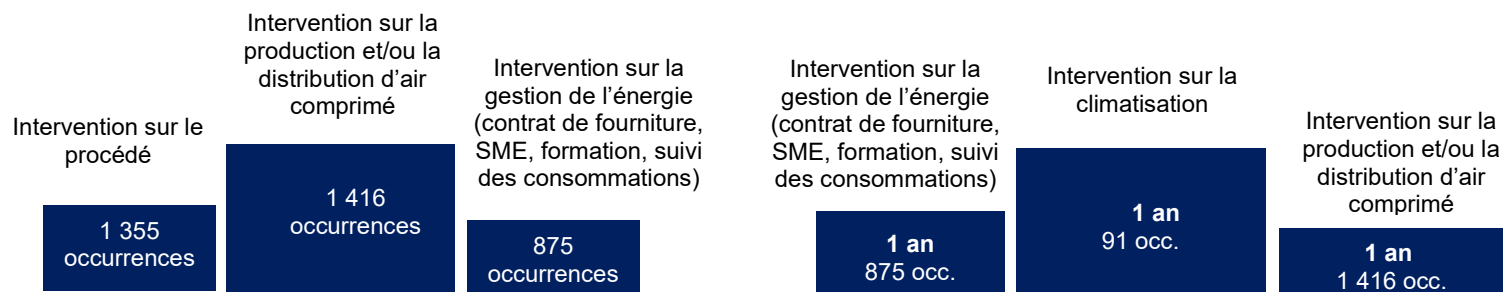 Intervention sur le
procédé
1 355
occurrences
Intervention sur la
production et/ou la
distribution d’air
comprimé
1 416
occurrences
Intervention sur la
gestion de l’énergie
(contrat de fourniture,
SME, formation, suivi
des consommations)
875
occurrences
Intervention sur la
gestion de l’énergie
(contrat de fourniture,
SME, formation, suivi
des consommations)
1 an
875 occ.
Intervention sur la
climatisation
1 an
91 occ.
Intervention sur la
production et/ou la
distribution d’air
comprimé
1 an
1 416 occ.